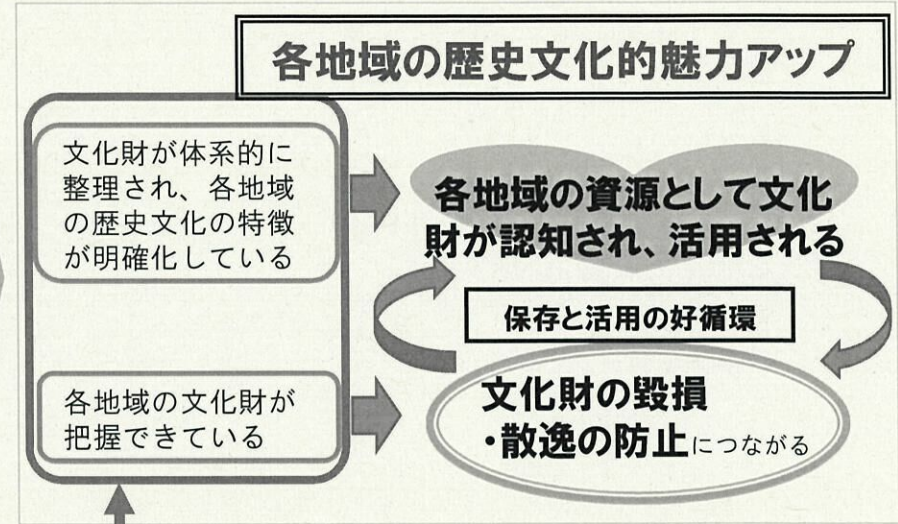 各地域の歴史文化的魅力アップ
文化財が体系的に
整理され、各地域
の歴史文化の特徴
が明確化している
各地域の資源として文化
財が認知され、活用される
保存と活用の好循環
各地域の文化財が
把握できている
文化財の毀損
・散逸の防止につながる